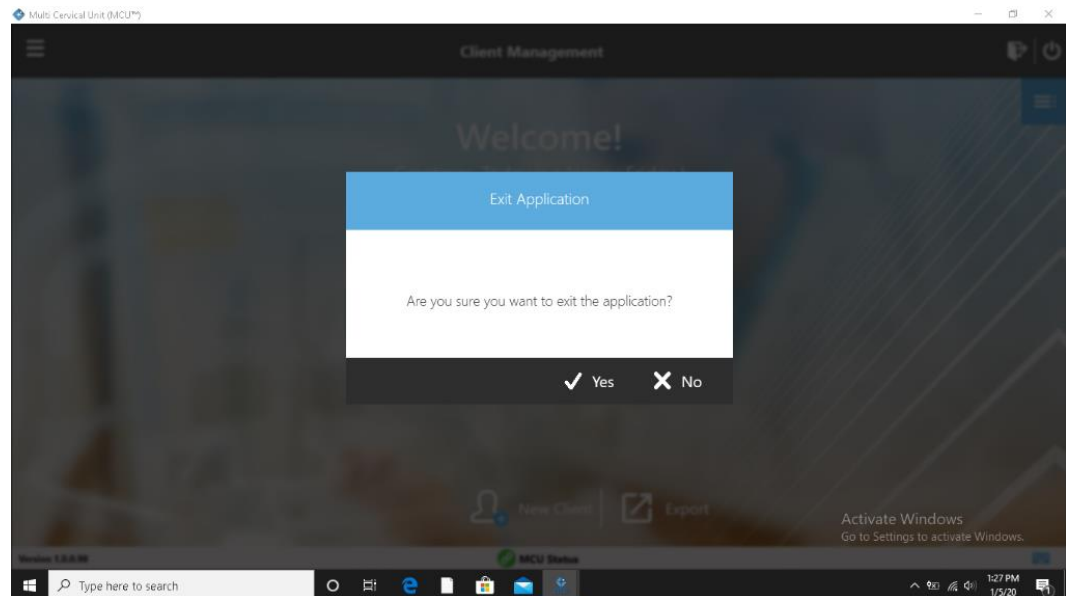 Multi Cervical Unit (MCU™)
Client Management
Welcome!
Exit Application
Are you sure you want to exit the application?
Yes
No
New Client
Export
Activate Windows
Go to Settings to activate Windows.
MCU Status
Type here to search
1:27 PM
1/5/20